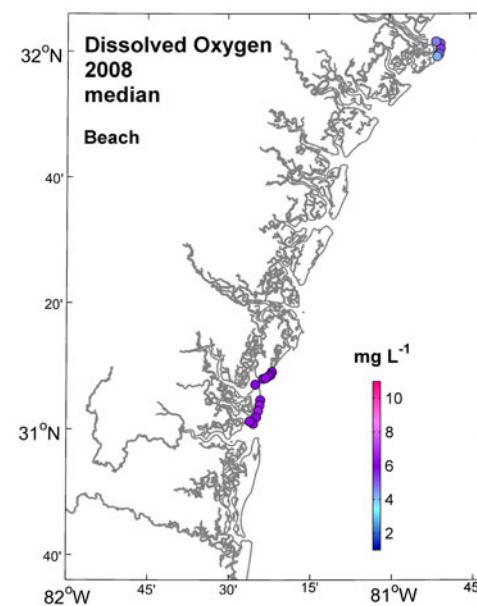 Dissolved Oxygen
2008
median
Beach
32°N
40'
20'
31°N
40'
82°W
45'
30'
15'
81°W
45'
mg L⁻¹
10
8
6
4
2